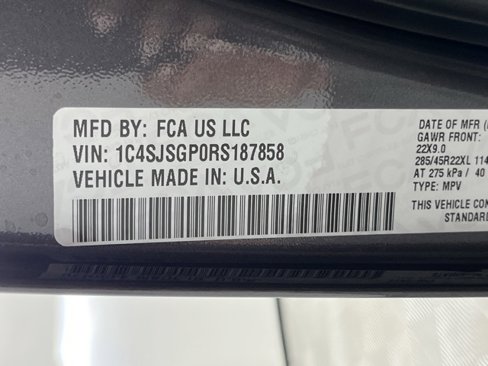 MFD BY: FCA US LLC
VIN: 1C4SJSGP0RS187858
VEHICLE MADE IN: U.S.A.
DATE OF MFR
GAWR FRONT:
22X9.0
285/45R22XL 114
AT 275 kPa / 40
TYPE: MPV
THIS VEHICLE CON
STANDARD